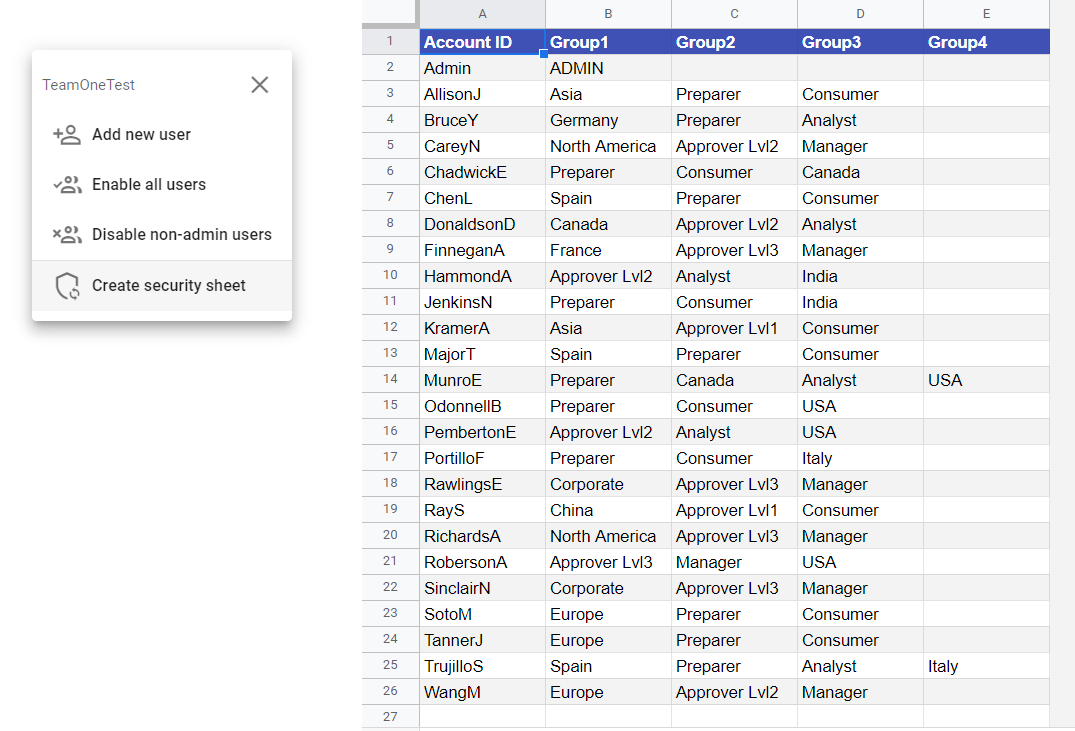 TeamOneTest
Add new user
Enable all users
Disable non-admin users
Create security sheet
A B C D E
1 Account ID Group1 Group2 Group3 Group4
2 Admin ADMIN
3 AllisonJ Asia Preparer Consumer
4 BruceY Germany Preparer Analyst
5 CareyN North America Approver Lvl2 Manager
6 ChadwickE Preparer Consumer Canada
7 ChenL Spain Preparer Consumer
8 DonaldsonD Canada Approver Lvl2 Analyst
9 FinneganA France Approver Lvl3 Manager
10 HammondA Approver Lvl2 Analyst India
11 JenkinsN Preparer Consumer India
12 KramerA Asia Approver Lvl1 Consumer
13 MajorT Spain Preparer Consumer
14 MunroE Preparer Canada Analyst USA
15 OdonnellB Preparer Consumer USA
16 PembertonE Approver Lvl2 Analyst USA
17 PortilloF Preparer Consumer Italy
18 RawlingsE Corporate Approver Lvl3 Manager
19 RayS China Approver Lvl1 Consumer
20 RichardsA North America Approver Lvl3 Manager
21 RobersonA Approver Lvl3 Manager USA
22 SinclairN Corporate Approver Lvl3 Manager
23 SotoM Europe Preparer Consumer
24 TannerJ Europe Preparer Consumer
25 TrujilloS Spain Preparer Analyst Italy
26 WangM Europe Approver Lvl2 Manager
27